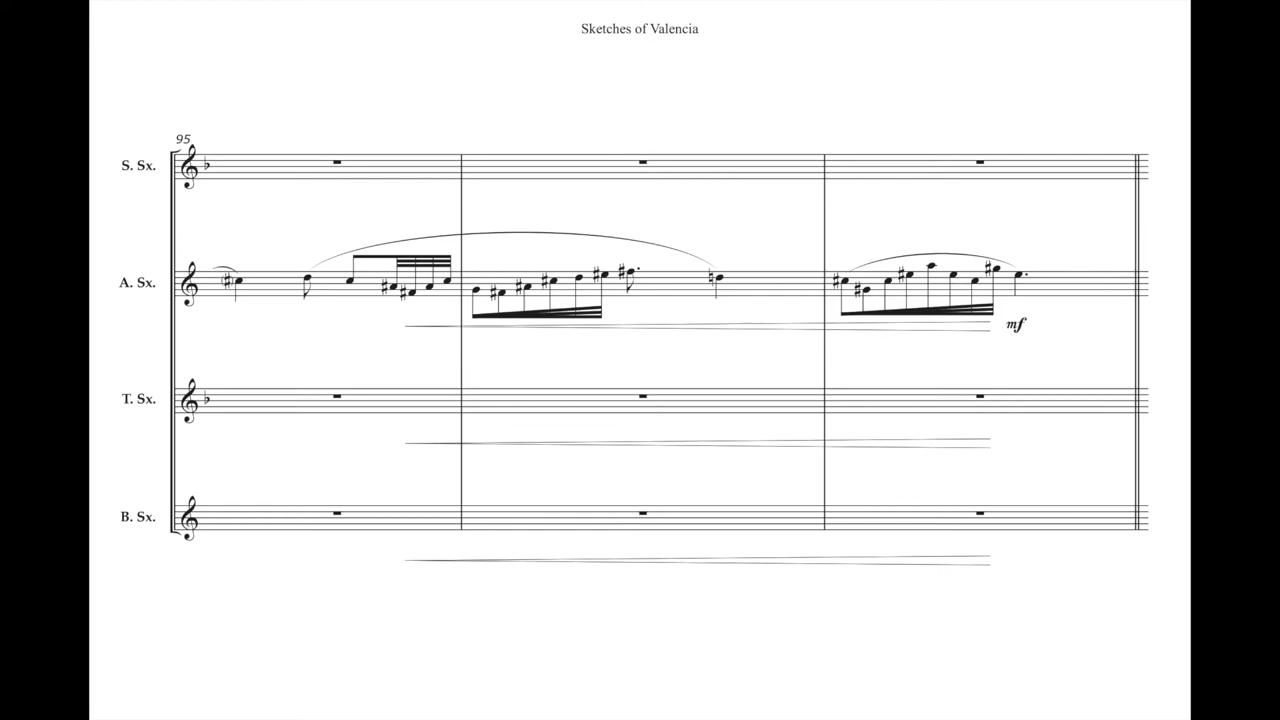 Sketches of Valencia
95
S. Sx.
A. Sx.
mf
T. Sx.
B. Sx.